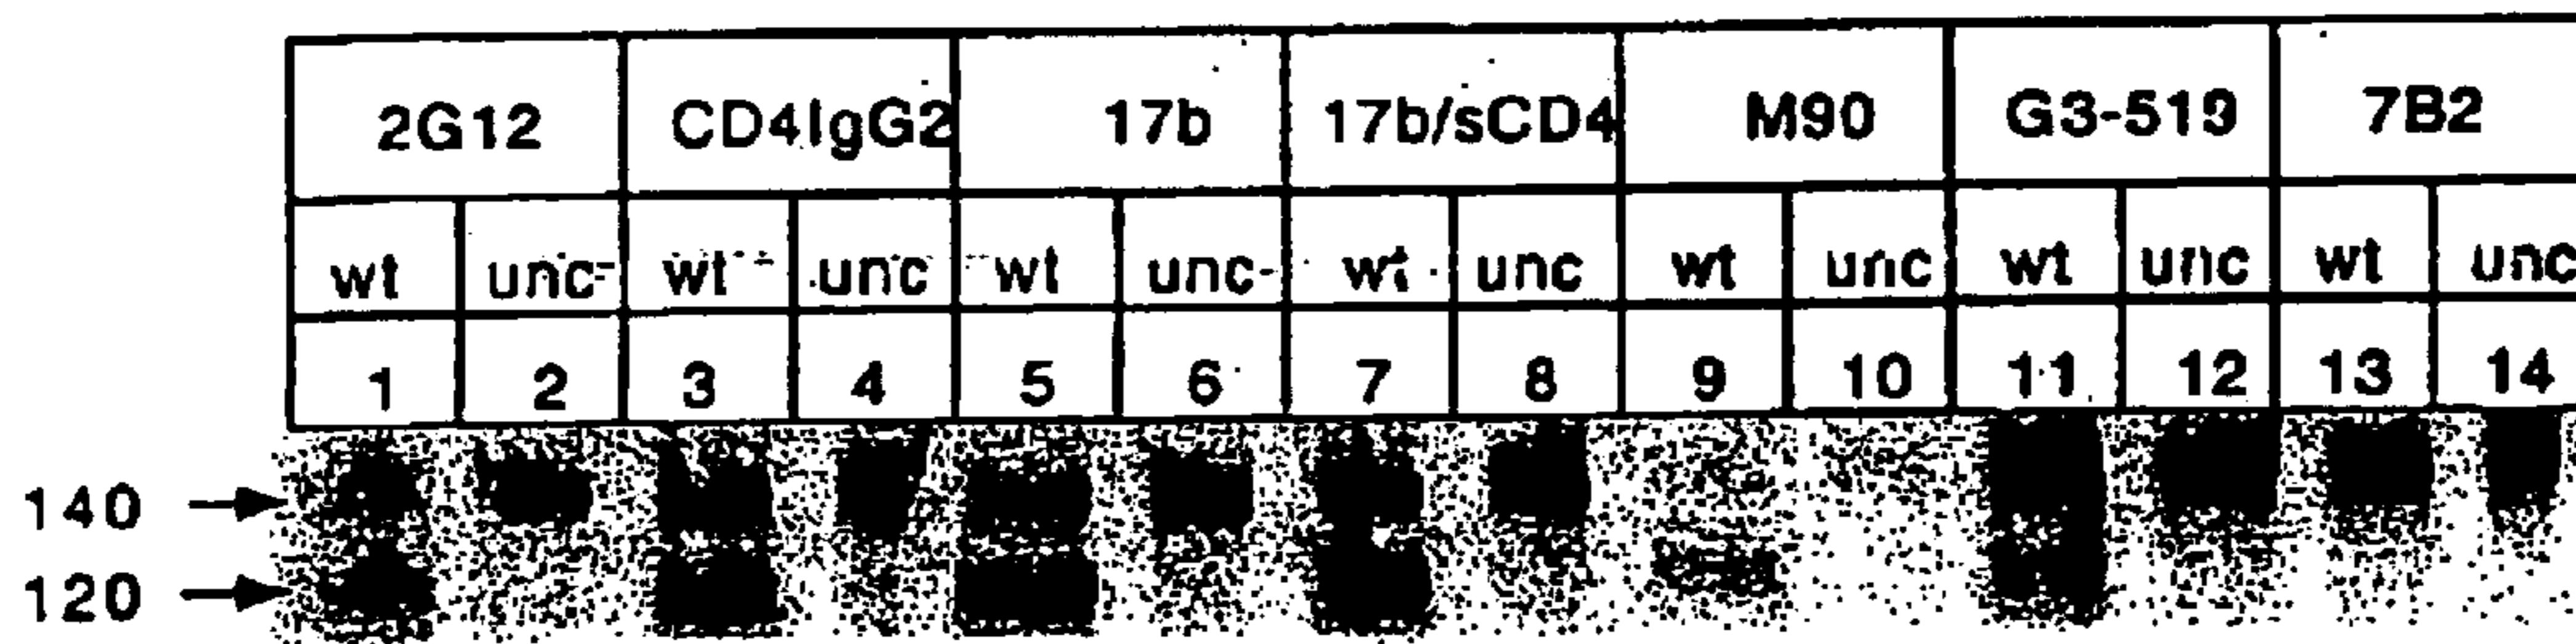 2G12 CD4IgG2 17b 17b/sCD4 M90 G3-519 7B2
wt unc wt unc wt unc wt unc wt unc wt unc wt unc
1 2 3 4 5 6 7 8 9 10 11 12 13 14
140
120